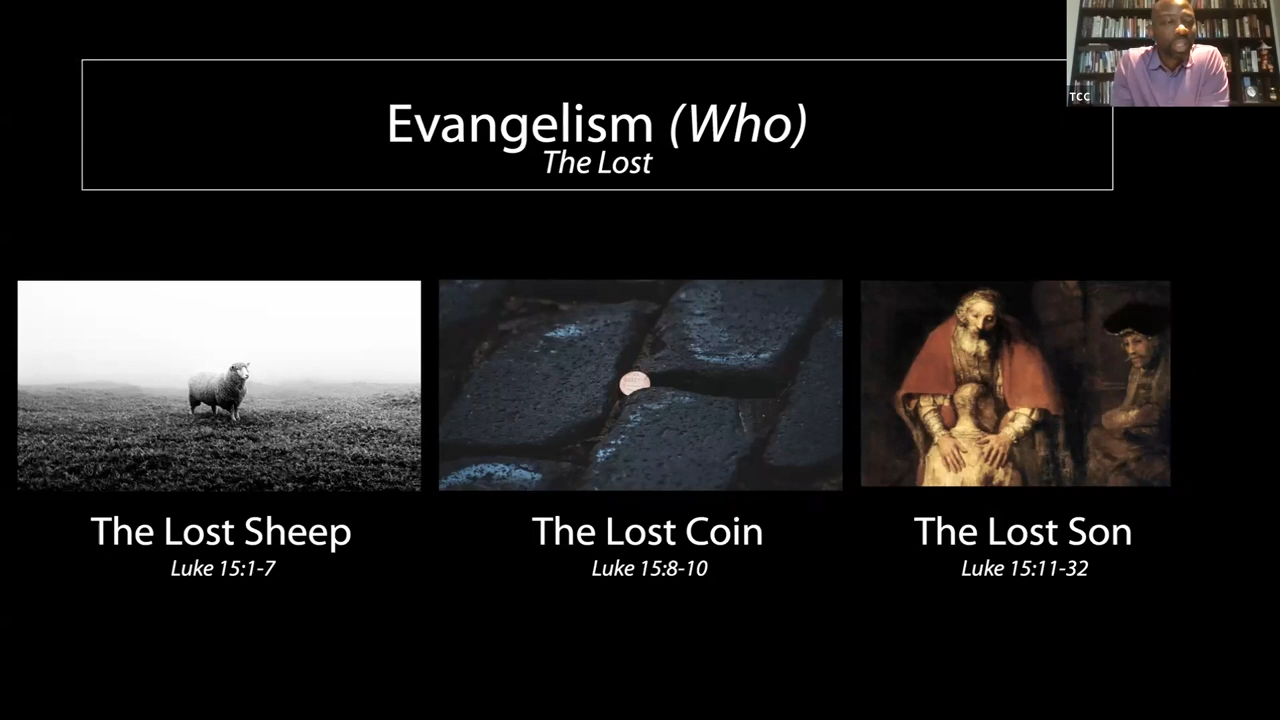 TCC
Evangelism (Who)
The Lost
The Lost Sheep
Luke 15:1-7
The Lost Coin
Luke 15:8-10
The Lost Son
Luke 15:11-32